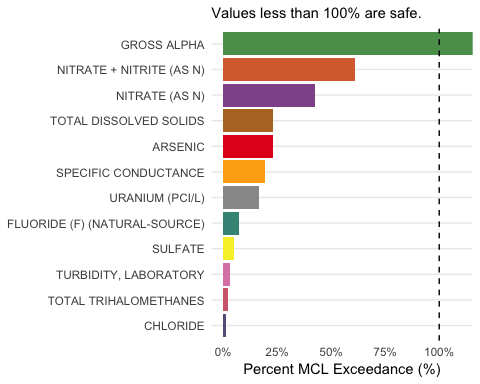 Values less than 100% are safe.
GROSS ALPHA
NITRATE + NITRITE (AS N)
NITRATE (AS N)
TOTAL DISSOLVED SOLIDS
ARSENIC
SPECIFIC CONDUCTANCE
URANIUM (PCI/L)
FLUORIDE (F) (NATURAL-SOURCE)
SULFATE
TURBIDITY, LABORATORY
TOTAL TRIHALOMETHANES
CHLORIDE
0% 25% 50% 75% 100%
Percent MCL Exceedance (%)